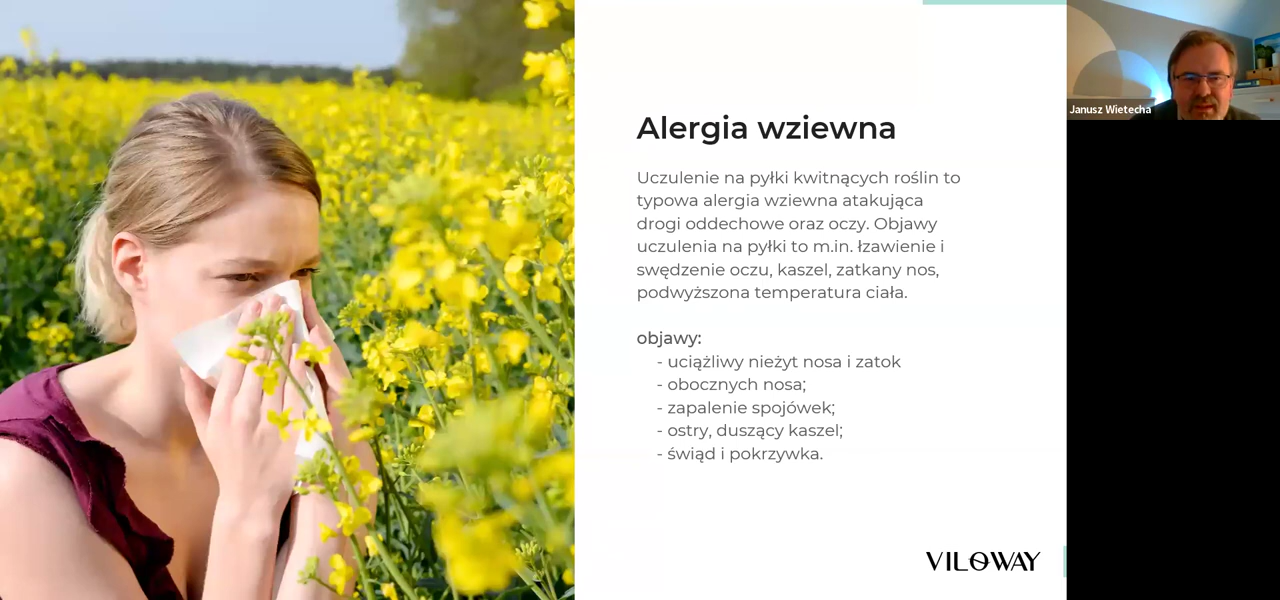 Alergia wziewna
Uczulenie na pyłki kwitnących roślin to
typowa alergia wziewna atakująca
drogi oddechowe oraz oczy. Objawy
uczulenia na pyłki to m.in. łzawienie i
swędzenie oczu, kaszel, zatkany nos,
podwyższona temperatura ciała.
objawy:
- uciążliwy nieżyt nosa i zatok
- obocznych nosa;
- zapalenie spojówek;
- ostry, duszący kaszel;
- świąd i pokrzywka.
VILOWAY
Janusz Wietecha